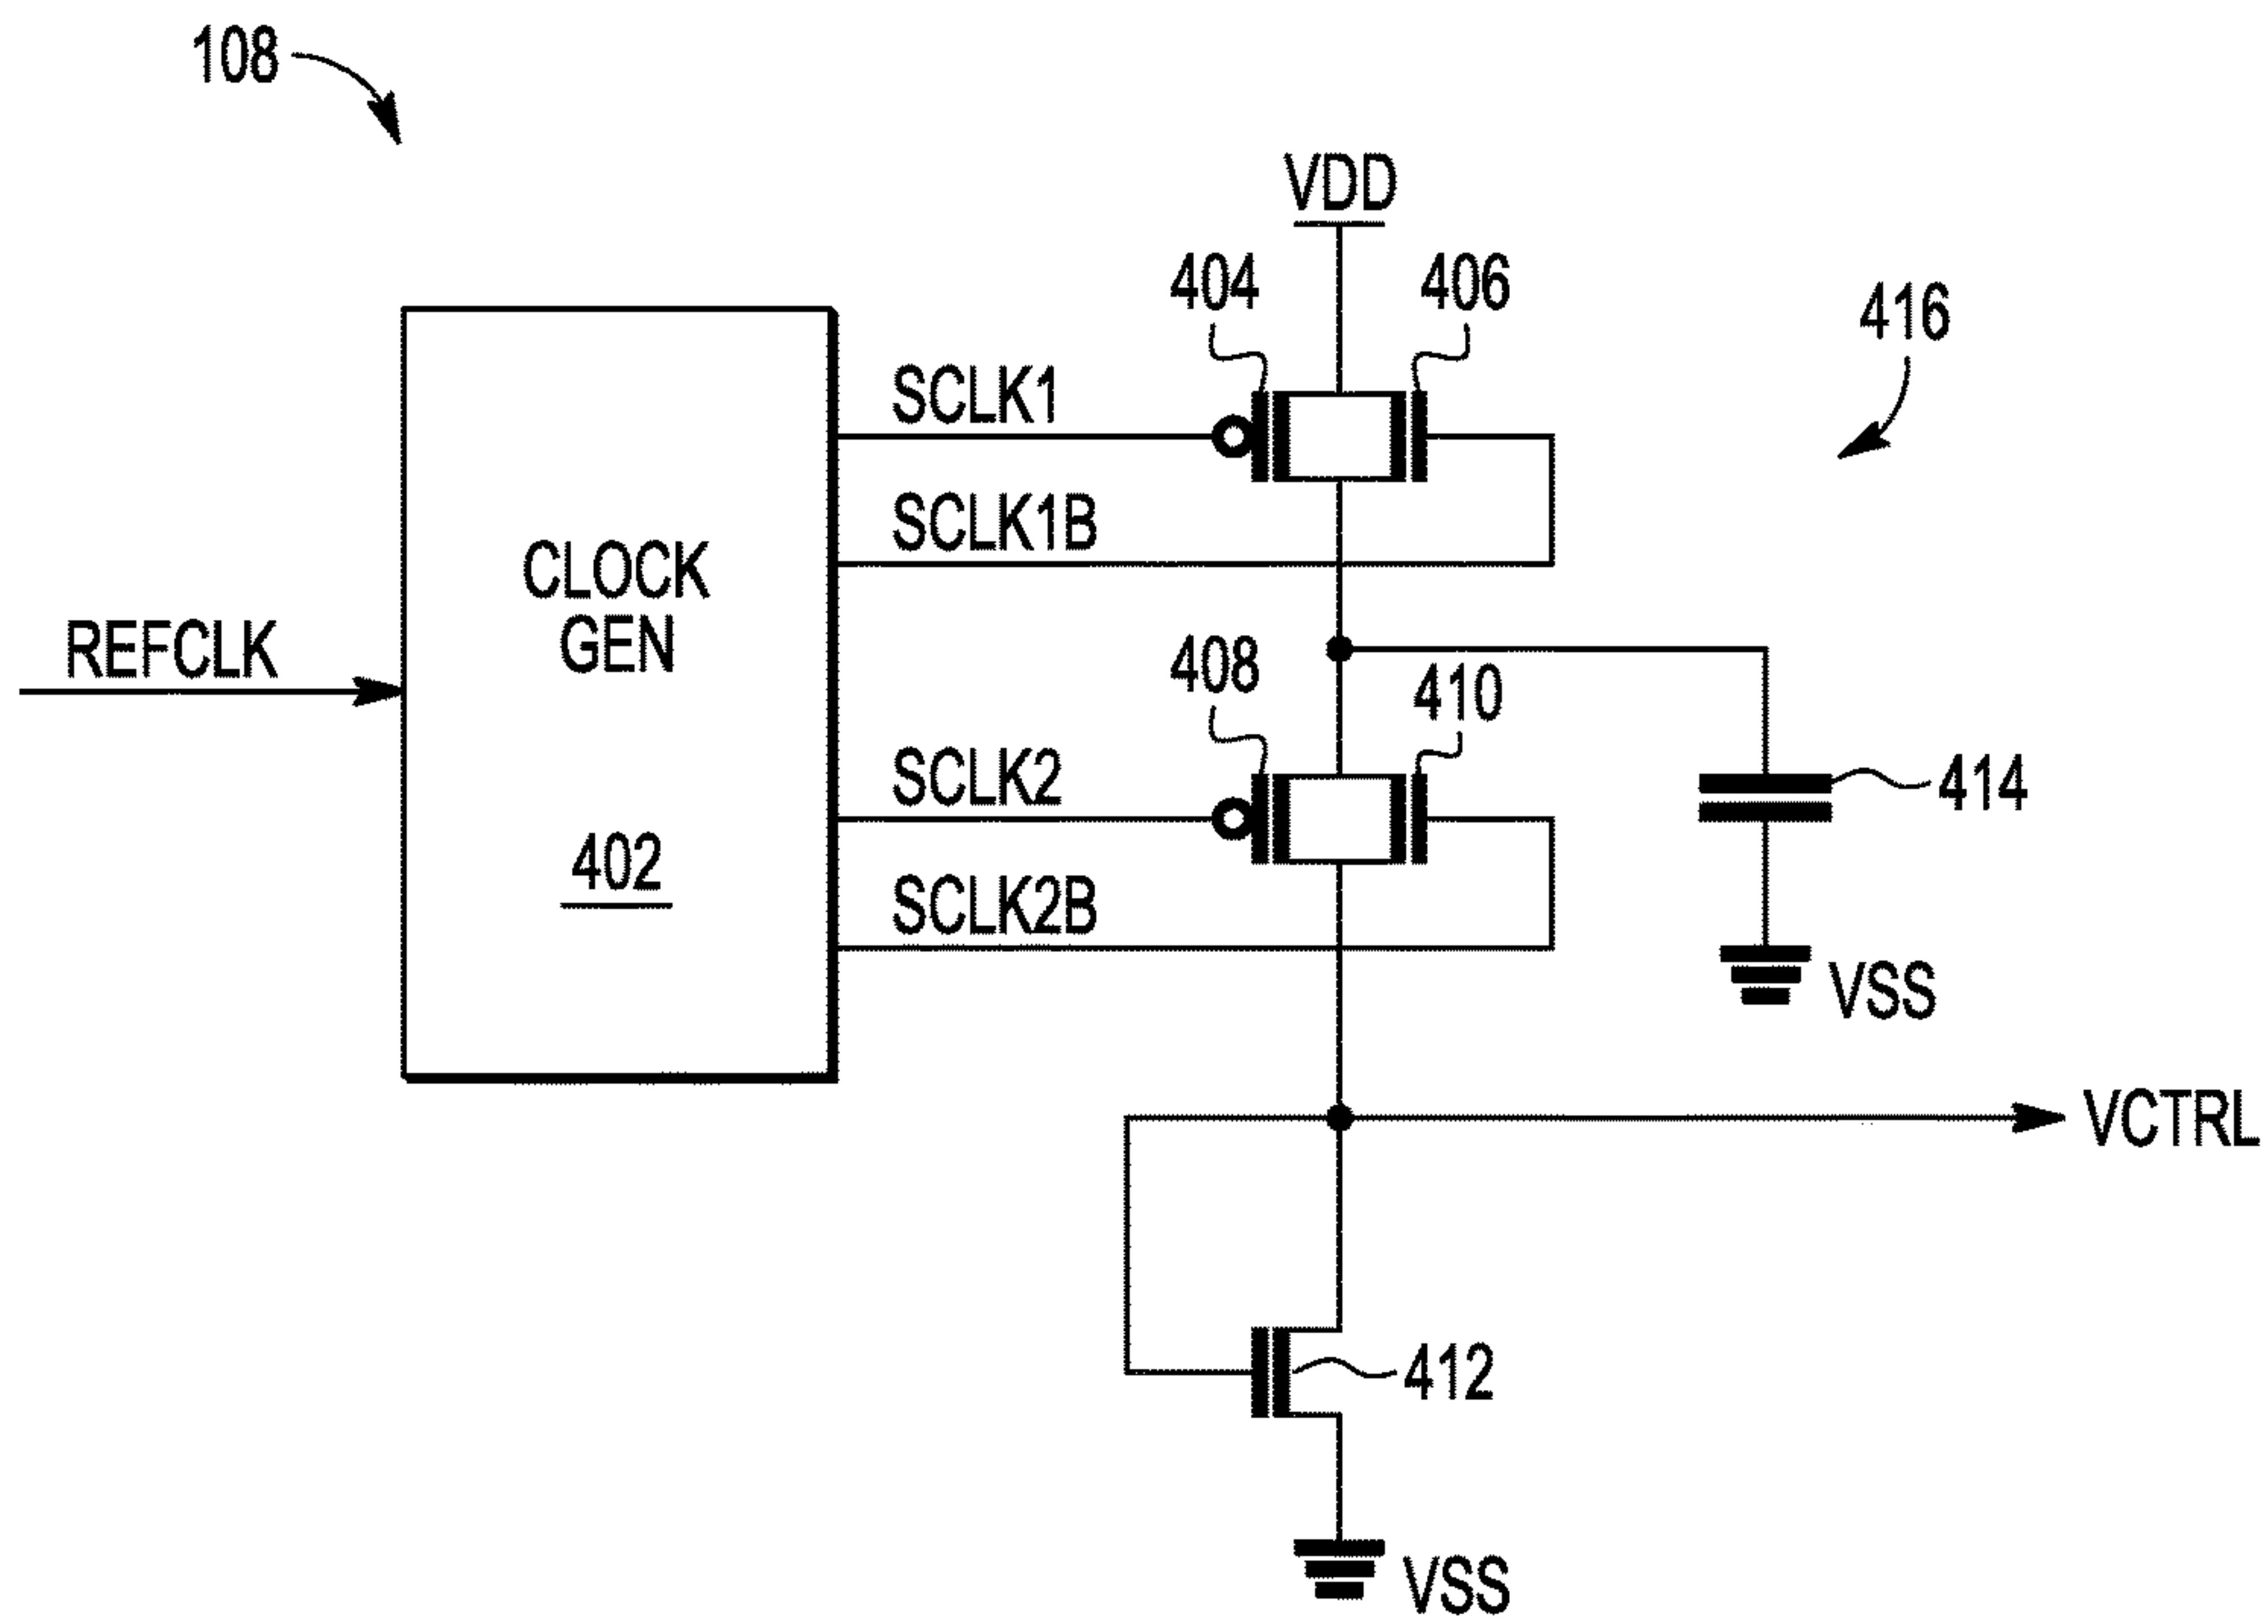 108
VDD
404
406
416
SCLK1
SCLK1B
CLOCK
GEN
REFCLK
408
410
SCLK2
414
402
SCLK2B
VSS
VCTRL
412
VSS